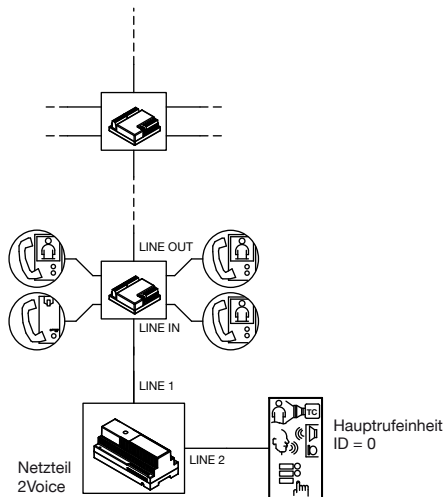 LINE OUT
LINE IN
LINE 1
TC
Hauptrufeinheit
ID = 0
LINE 2
Netzteil
2Voice